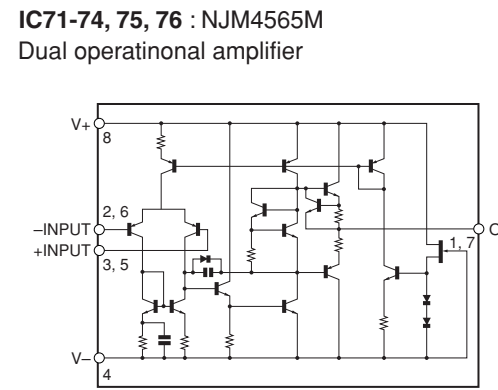 IC71-74, 75, 76 : NJM4565M
Dual operatinonal amplifier
V+
8
2, 6
–INPUT
+INPUT
3, 5
1, 7
V–
4